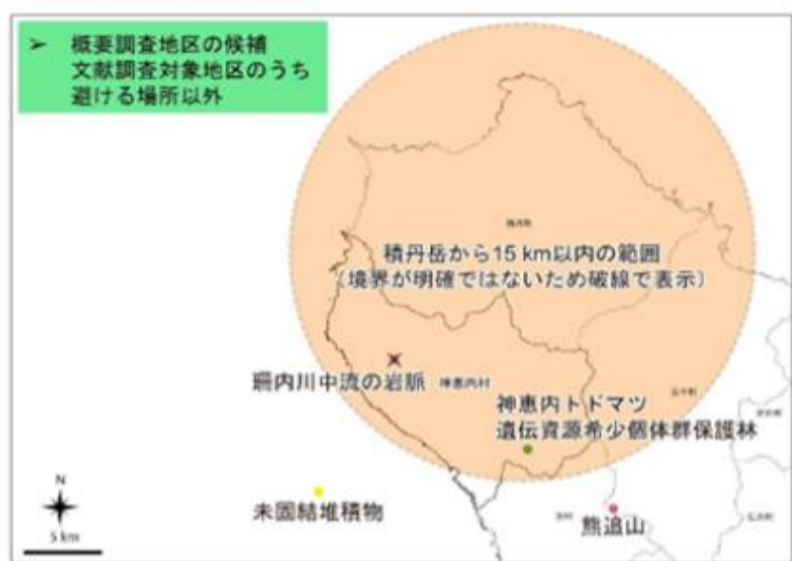 ➢ 概要調査地区の候補
文献調査対象地区のうち
避ける場所以外
積丹岳から15 km以内の範囲
（境界が明確ではないため破線で表示）
珊内川中流の岩脈
神恵内村
神恵内トドマツ
遺伝資源希少個体群保護林
未固結堆積物
熊追山
N
5 km